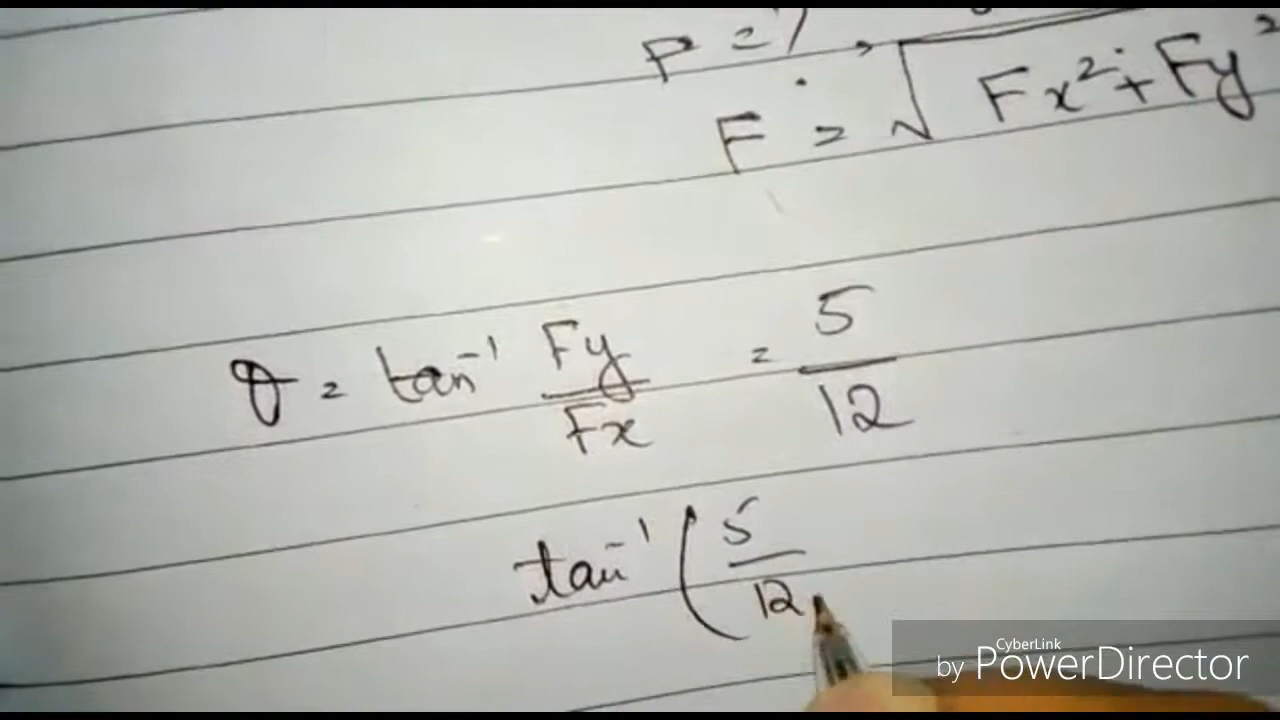 F = √Fx² + Fy²
θ = tan⁻¹ Fy/Fx = 5/12
tan⁻¹ (5/12
CyberLink
by PowerDirector